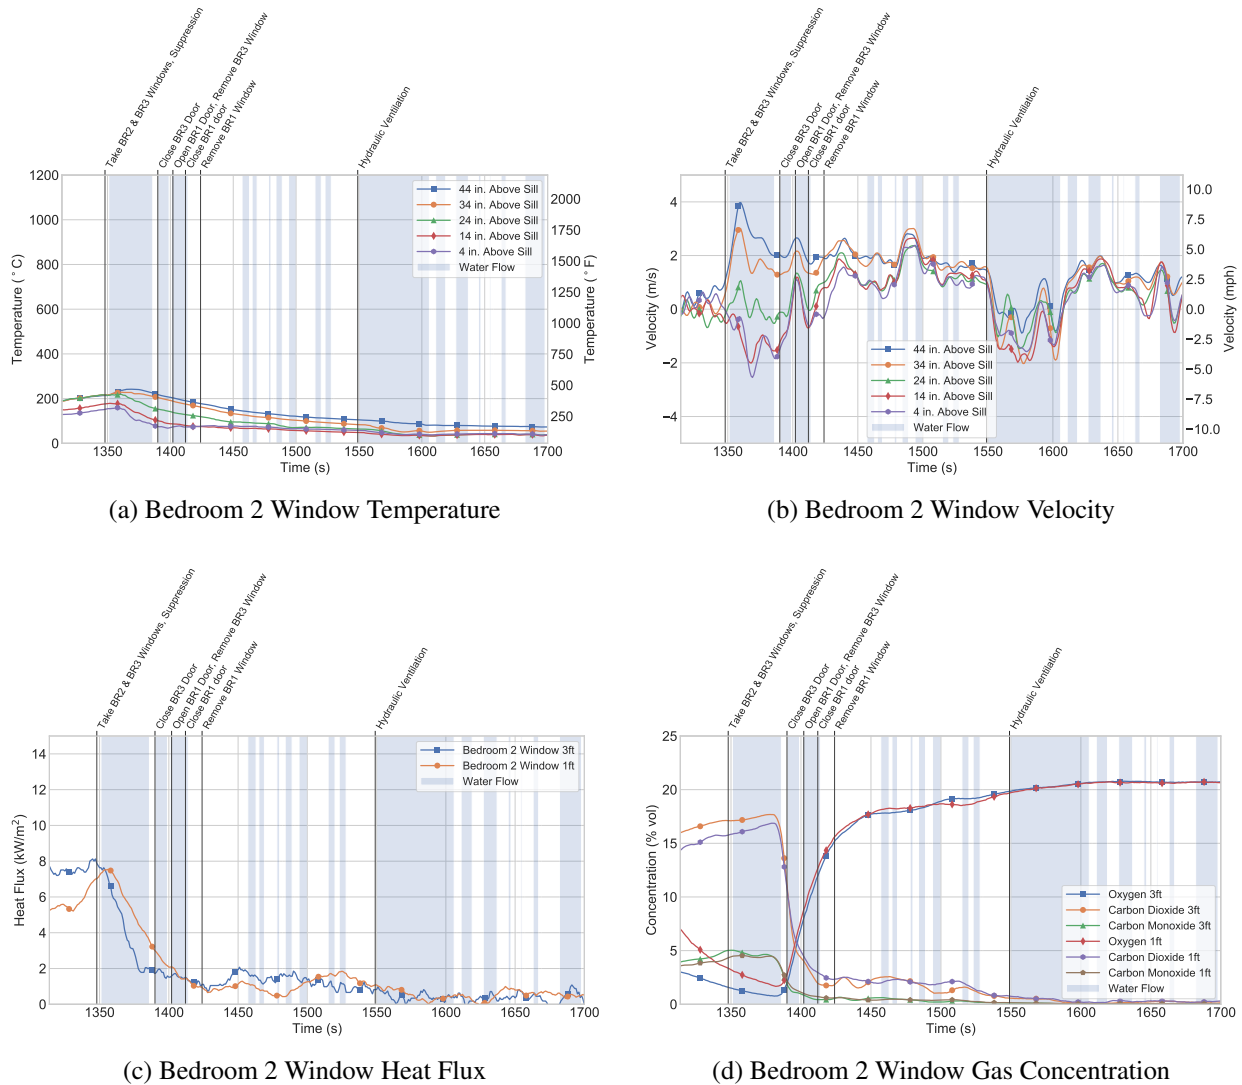 Take BR2 & BR3 Windows, Suppression
Close BR3 Door
Open BR1 Door, Remove BR3 Window
Close BR1 door
Remove BR1 Window
Hydraulic Ventilation
1200
1000
800
600
400
200
0
Temperature (°C)
2000
1750
1500
1250
1000
750
500
250
Temperature (°F)
44 in. Above Sill
34 in. Above Sill
24 in. Above Sill
14 in. Above Sill
4 in. Above Sill
Water Flow
1350 1400 1450 1500 1550 1600 1650 1700
Time (s)
(a) Bedroom 2 Window Temperature
Take BR2 & BR3 Windows, Suppression
Close BR3 Door
Open BR1 Door, Remove BR3 Window
Close BR1 door
Remove BR1 Window
Hydraulic Ventilation
4
2
0
−2
−4
Velocity (m/s)
10.0
7.5
5.0
2.5
0.0
−2.5
−5.0
−7.5
−10.0
Velocity (mph)
44 in. Above Sill
34 in. Above Sill
24 in. Above Sill
14 in. Above Sill
4 in. Above Sill
Water Flow
1350 1400 1450 1500 1550 1600 1650 1700
Time (s)
(b) Bedroom 2 Window Velocity
Take BR2 & BR3 Windows, Suppression
Close BR3 Door
Open BR1 Door, Remove BR3 Window
Close BR1 door
Remove BR1 Window
Hydraulic Ventilation
14
12
10
8
6
4
2
0
Heat Flux (kW/m²)
Bedroom 2 Window 3ft
Bedroom 2 Window 1ft
Water Flow
1350 1400 1450 1500 1550 1600 1650 1700
Time (s)
(c) Bedroom 2 Window Heat Flux
Take BR2 & BR3 Windows, Suppression
Close BR3 Door
Open BR1 Door, Remove BR3 Window
Close BR1 door
Remove BR1 Window
Hydraulic Ventilation
25
20
15
10
5
0
Concentration (% vol)
Oxygen 3ft
Carbon Dioxide 3ft
Carbon Monoxide 3ft
Oxygen 1ft
Carbon Dioxide 1ft
Carbon Monoxide 1ft
Water Flow
1350 1400 1450 1500 1550 1600 1650 1700
Time (s)
(d) Bedroom 2 Window Gas Concentration